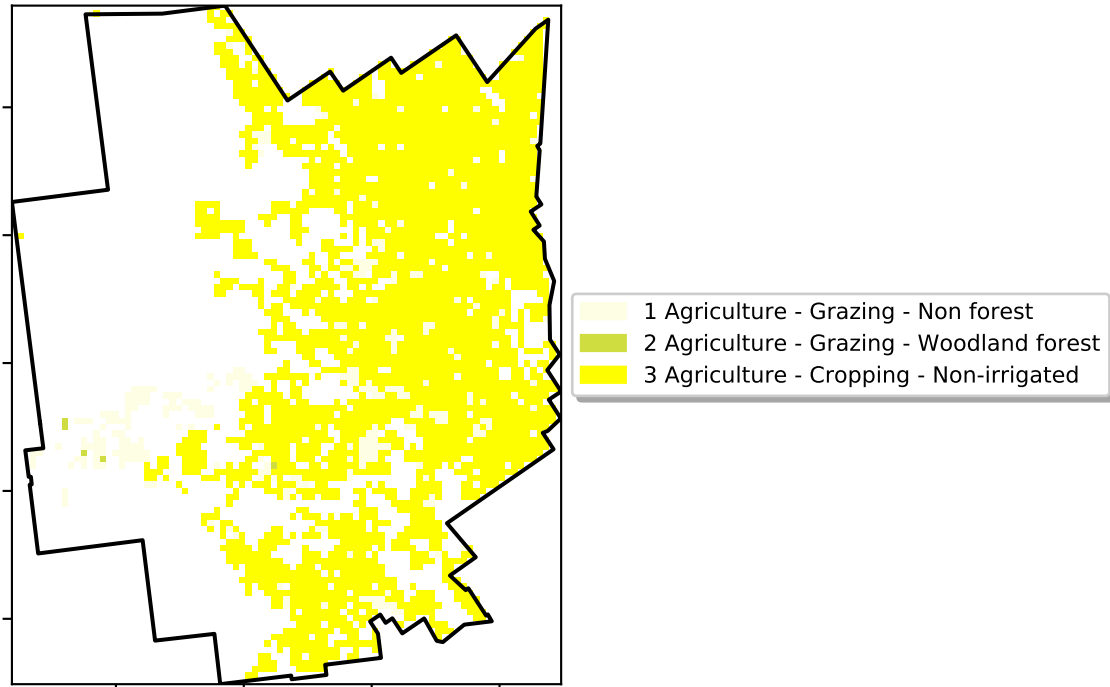 1 Agriculture - Grazing - Non forest
2 Agriculture - Grazing - Woodland forest
3 Agriculture - Cropping - Non-irrigated